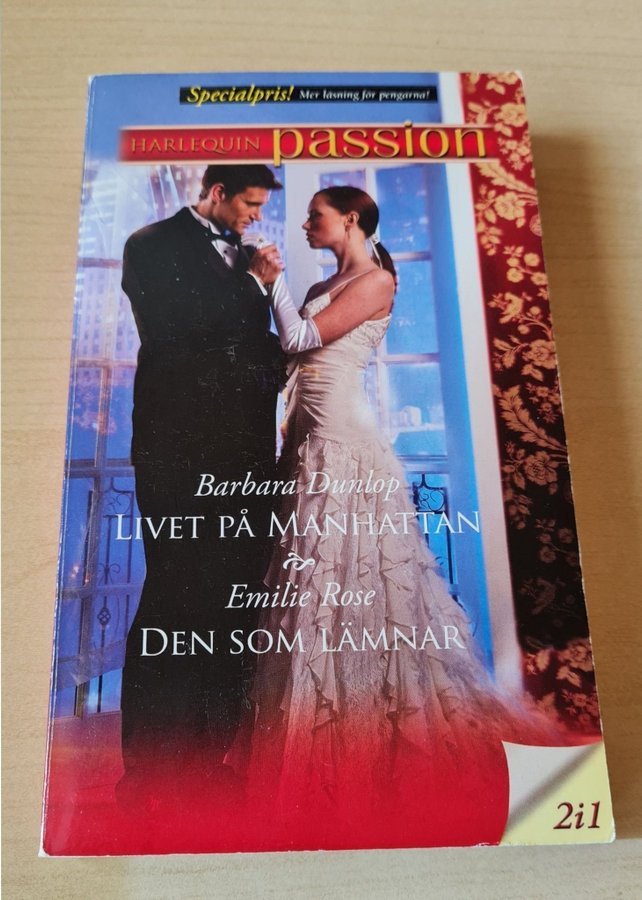 Specialpris! Mer läsning för pengarna!
HARLEQUIN passion
Barbara Dunlop
LIVET PÅ MANHATTAN
&
Emilie Rose
DEN SOM LÄMNAR
2i1